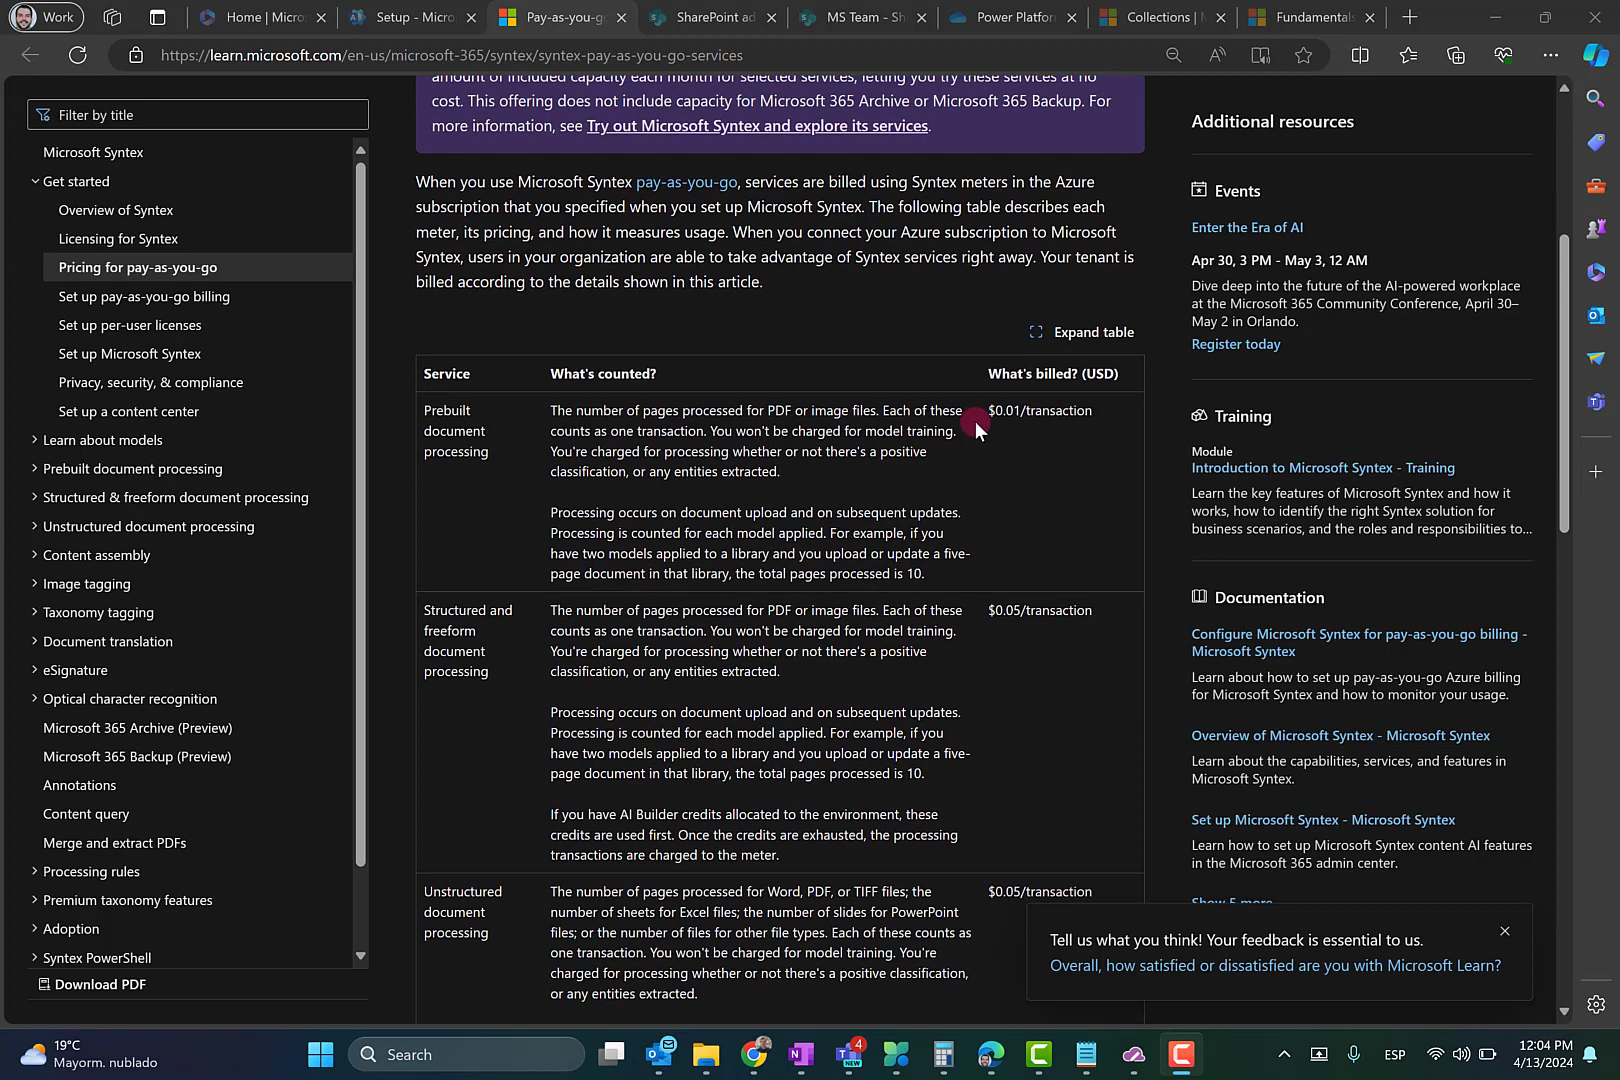 Work
Home | Micro
Setup - Micro
Pay-as-you-go
SharePoint ad
MS Team - Sh
Power Platfor
Collections | M
Fundamentals
https://learn.microsoft.com/en-us/microsoft-365/syntex/syntex-pay-as-you-go-services
Filter by title
Microsoft Syntex
Get started
Overview of Syntex
Licensing for Syntex
Pricing for pay-as-you-go
Set up pay-as-you-go billing
Set up per-user licenses
Set up Microsoft Syntex
Privacy, security, & compliance
Set up a content center
Learn about models
Prebuilt document processing
Structured & freeform document processing
Unstructured document processing
Content assembly
Image tagging
Taxonomy tagging
Document translation
eSignature
Optical character recognition
Microsoft 365 Archive (Preview)
Microsoft 365 Backup (Preview)
Annotations
Content query
Merge and extract PDFs
Processing rules
Premium taxonomy features
Adoption
Syntex PowerShell
Download PDF
amount of included capacity each month for selected services, letting you try these services at no
cost. This offering does not include capacity for Microsoft 365 Archive or Microsoft 365 Backup. For
more information, see Try out Microsoft Syntex and explore its services.
When you use Microsoft Syntex pay-as-you-go, services are billed using Syntex meters in the Azure
subscription that you specified when you set up Microsoft Syntex. The following table describes each
meter, its pricing, and how it measures usage. When you connect your Azure subscription to Microsoft
Syntex, users in your organization are able to take advantage of Syntex services right away. Your tenant is
billed according to the details shown in this article.
Expand table
Service
What's counted?
What's billed? (USD)
Prebuilt
document
processing
The number of pages processed for PDF or image files. Each of these
counts as one transaction. You won't be charged for model training.
You're charged for processing whether or not there's a positive
classification, or any entities extracted.
Processing occurs on document upload and on subsequent updates.
Processing is counted for each model applied. For example, if you
have two models applied to a library and you upload or update a five-
page document in that library, the total pages processed is 10.
$0.01/transaction
Structured and
freeform
document
processing
The number of pages processed for PDF or image files. Each of these
counts as one transaction. You won't be charged for model training.
You're charged for processing whether or not there's a positive
classification, or any entities extracted.
Processing occurs on document upload and on subsequent updates.
Processing is counted for each model applied. For example, if you
have two models applied to a library and you upload or update a five-
page document in that library, the total pages processed is 10.
If you have AI Builder credits allocated to the environment, these
credits are used first. Once the credits are exhausted, the processing
transactions are charged to the meter.
$0.05/transaction
Unstructured
document
processing
The number of pages processed for Word, PDF, or TIFF files; the
number of sheets for Excel files; the number of slides for PowerPoint
files; or the number of files for other file types. Each of these counts as
one transaction. You won't be charged for model training. You're
charged for processing whether or not there's a positive classification,
or any entities extracted.
$0.05/transaction
Additional resources
Events
Enter the Era of AI
Apr 30, 3 PM - May 3, 12 AM
Dive deep into the future of the AI-powered workplace
at the Microsoft 365 Community Conference, April 30–
May 2 in Orlando.
Register today
Training
Module
Introduction to Microsoft Syntex - Training
Learn the key features of Microsoft Syntex and how it
works, how to identify the right Syntex solution for
business scenarios, and the roles and responsibilities to...
Documentation
Configure Microsoft Syntex for pay-as-you-go billing -
Microsoft Syntex
Learn about how to set up pay-as-you-go Azure billing
for Microsoft Syntex and how to monitor your usage.
Overview of Microsoft Syntex - Microsoft Syntex
Learn about the capabilities, services, and features in
Microsoft Syntex.
Set up Microsoft Syntex - Microsoft Syntex
Learn how to set up Microsoft Syntex content AI features
in the Microsoft 365 admin center.
Show 5 more
Tell us what you think! Your feedback is essential to us.
Overall, how satisfied or dissatisfied are you with Microsoft Learn?
19°C
Mayorm. nublado
Search
4
NEW
ESP
12:04 PM
4/13/2024